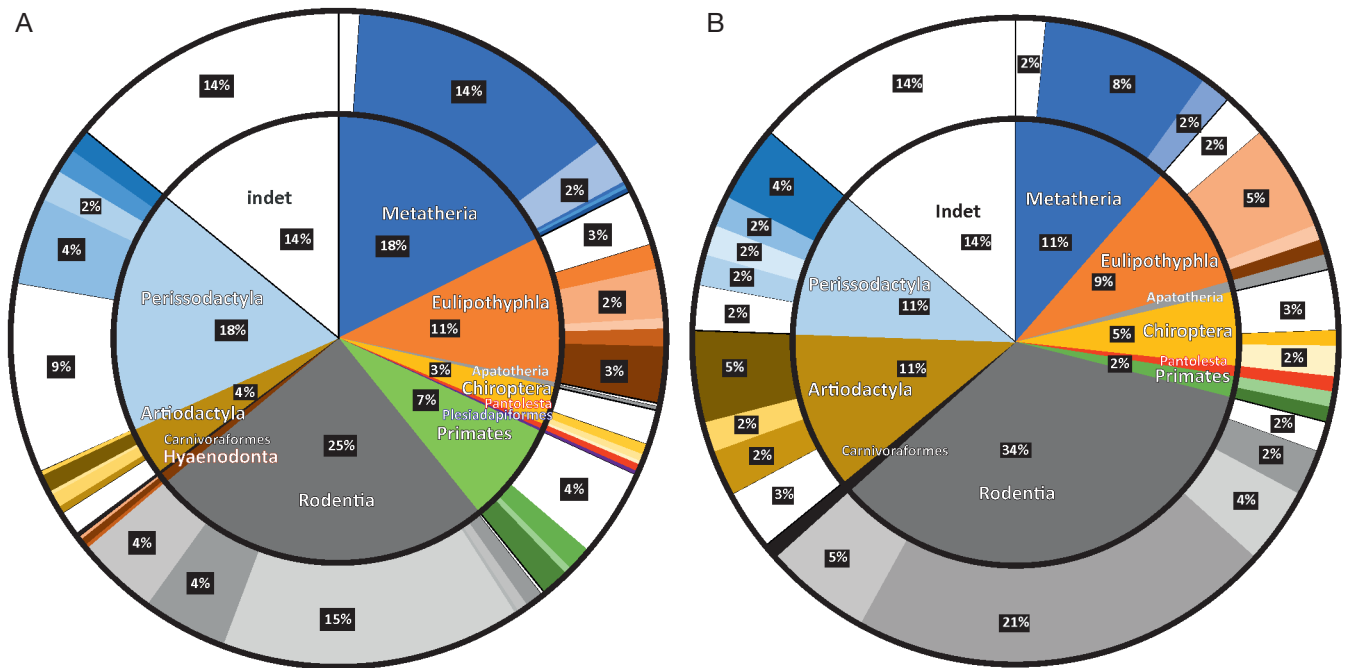 A
14%
14%
2%
3%
2%
3%
4%
15%
4%
4%
9%
4%
2%
indet
14%
Metatheria
18%
Eulipothyphla
11%
Apatotheria
3%
Chiroptera
Pantolesta
Plesiadapiformes
7%
Primates
25%
Rodentia
Hyaenodonta
Carnivoraformes
Artiodactyla
4%
Perissodactyla
18%
B
14%
2%
8%
2%
2%
5%
3%
2%
2%
2%
4%
21%
5%
3%
2%
2%
5%
2%
2%
2%
4%
Indet
14%
Metatheria
11%
Eulipothyphla
9%
Apatotheria
5%
Chiroptera
Pantolesta
2%
Primates
34%
Rodentia
Carnivoraformes
11%
Artiodactyla
Perissodactyla
11%